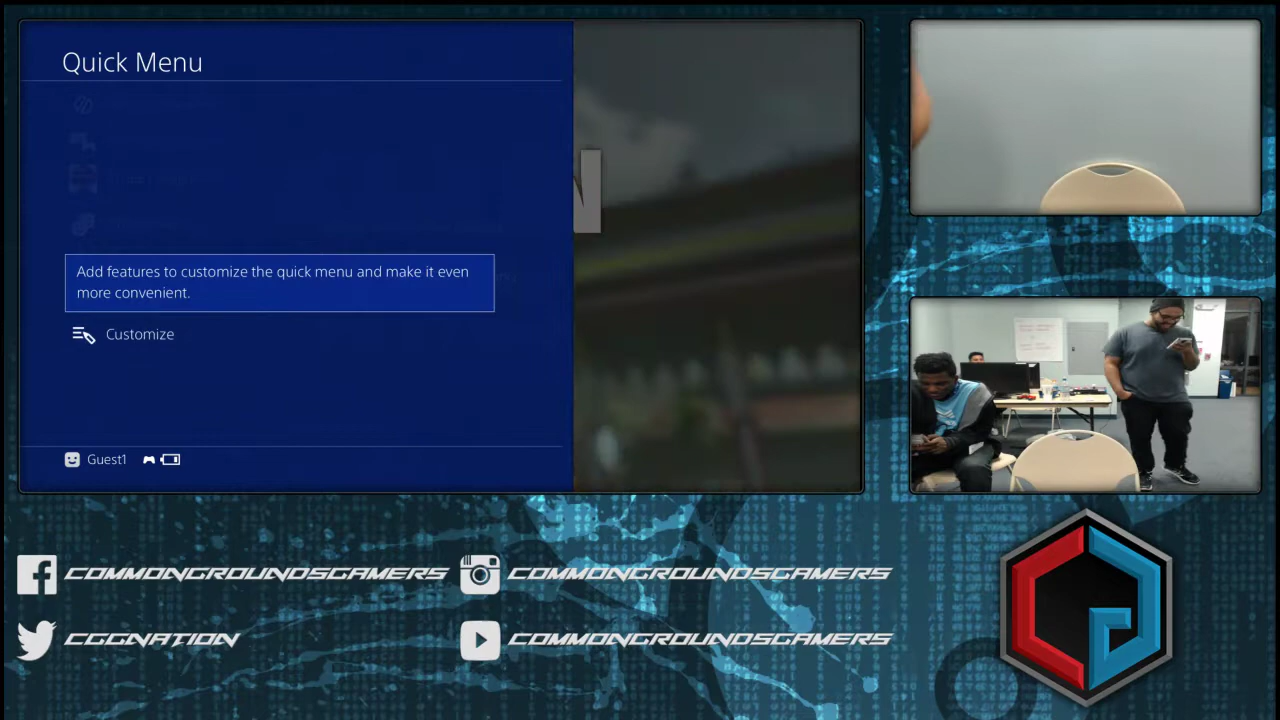 Quick Menu
N
Add features to customize the quick menu and make it even
more convenient.
Customize
Guest1
COMMONGROUNDSGAMERS
COMMONGROUNDSGAMERS
CGGNATION
COMMONGROUNDSGAMERS